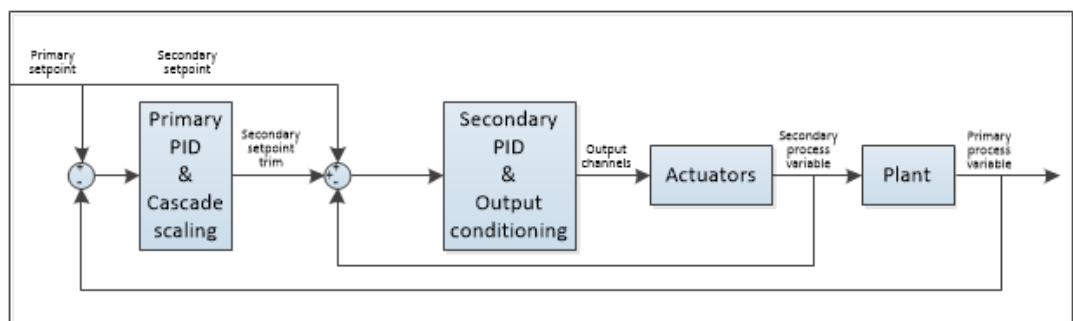 Primary
setpoint
Secondary
setpoint
Primary
PID
&
Cascade
scaling
Secondary
setpoint
trim
Secondary
PID
&
Output
conditioning
Output
channels
Actuators
Secondary
process
variable
Plant
Primary
process
variable
+
-
+
+
-